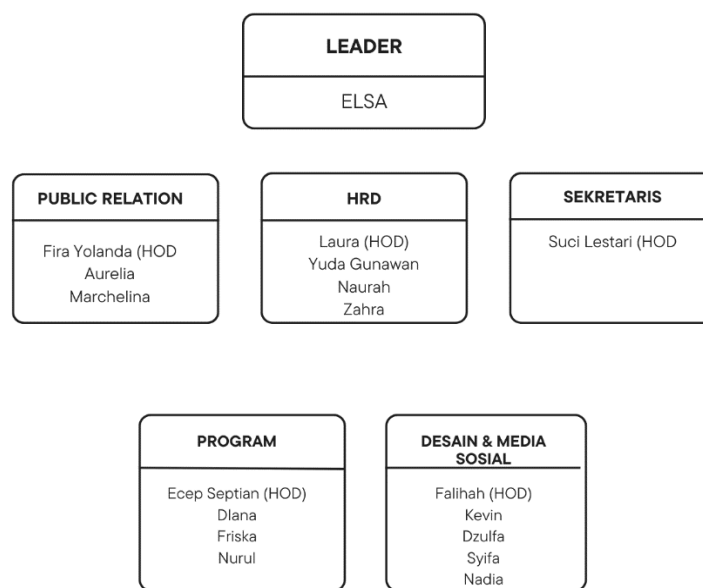 LEADER
ELSA
PUBLIC RELATION
Fira Yolanda (HOD
Aurelia
Marchelina
HRD
Laura (HOD)
Yuda Gunawan
Naurah
Zahra
SEKRETARIS
Suci Lestari (HOD
PROGRAM
Ecep Septian (HOD)
DIana
Friska
Nurul
DESAIN & MEDIA
SOSIAL
Falihah (HOD)
Kevin
Dzulfa
Syifa
Nadia